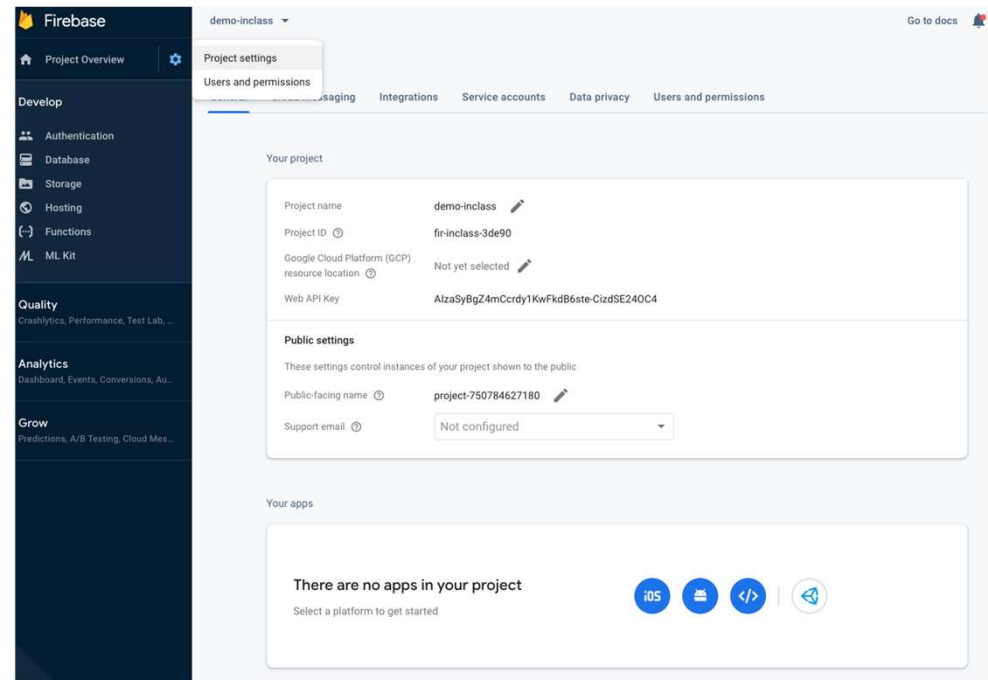 Firebase
demo-inclass
Go to docs
Project Overview
Project settings
Users and permissions
Develop
Integrations
Service accounts
Data privacy
Users and permissions
Authentication
Database
Storage
Hosting
Functions
ML Kit
Quality
Crashlytics, Performance, Test Lab, ...
Analytics
Dashboard, Events, Conversions, Au...
Grow
Predictions, A/B Testing, Cloud Mes...
Your project
Project name demo-inclass
Project ID fir-inclass-3de90
Google Cloud Platform (GCP)
resource location Not yet selected
Web API Key AIzaSyBgZ4mCcrdy1KwFkdB6ste-CizdSE24OC4
Public settings
These settings control instances of your project shown to the public
Public-facing name project-750784627180
Support email Not configured
Your apps
There are no apps in your project
Select a platform to get started
iOS